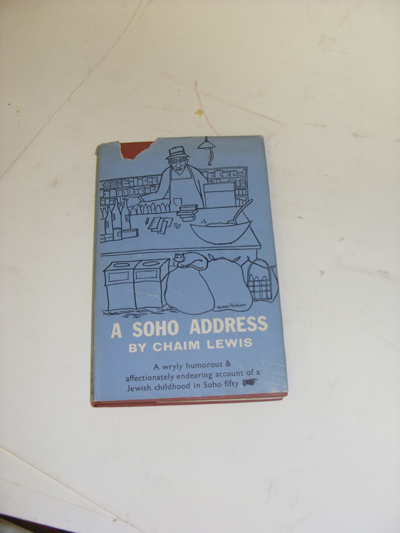 A SOHO ADDRESS
BY CHAIM LEWIS
A wryly humorous &
affectionately endearing account of a
Jewish childhood in Soho fifty